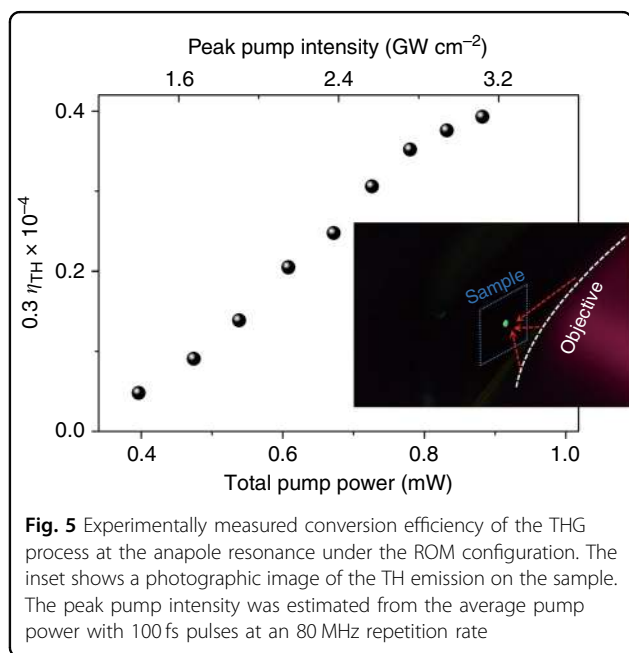 Peak pump intensity (GW cm⁻²)
1.6 2.4 3.2
0.4
0.2
0.0
0.3 η_TH × 10⁻⁴
Sample
Objective
0.4 0.6 0.8 1.0
Total pump power (mW)
Fig. 5 Experimentally measured conversion efficiency of the THG
process at the anapole resonance under the ROM configuration. The
inset shows a photographic image of the TH emission on the sample.
The peak pump intensity was estimated from the average pump
power with 100 fs pulses at an 80 MHz repetition rate